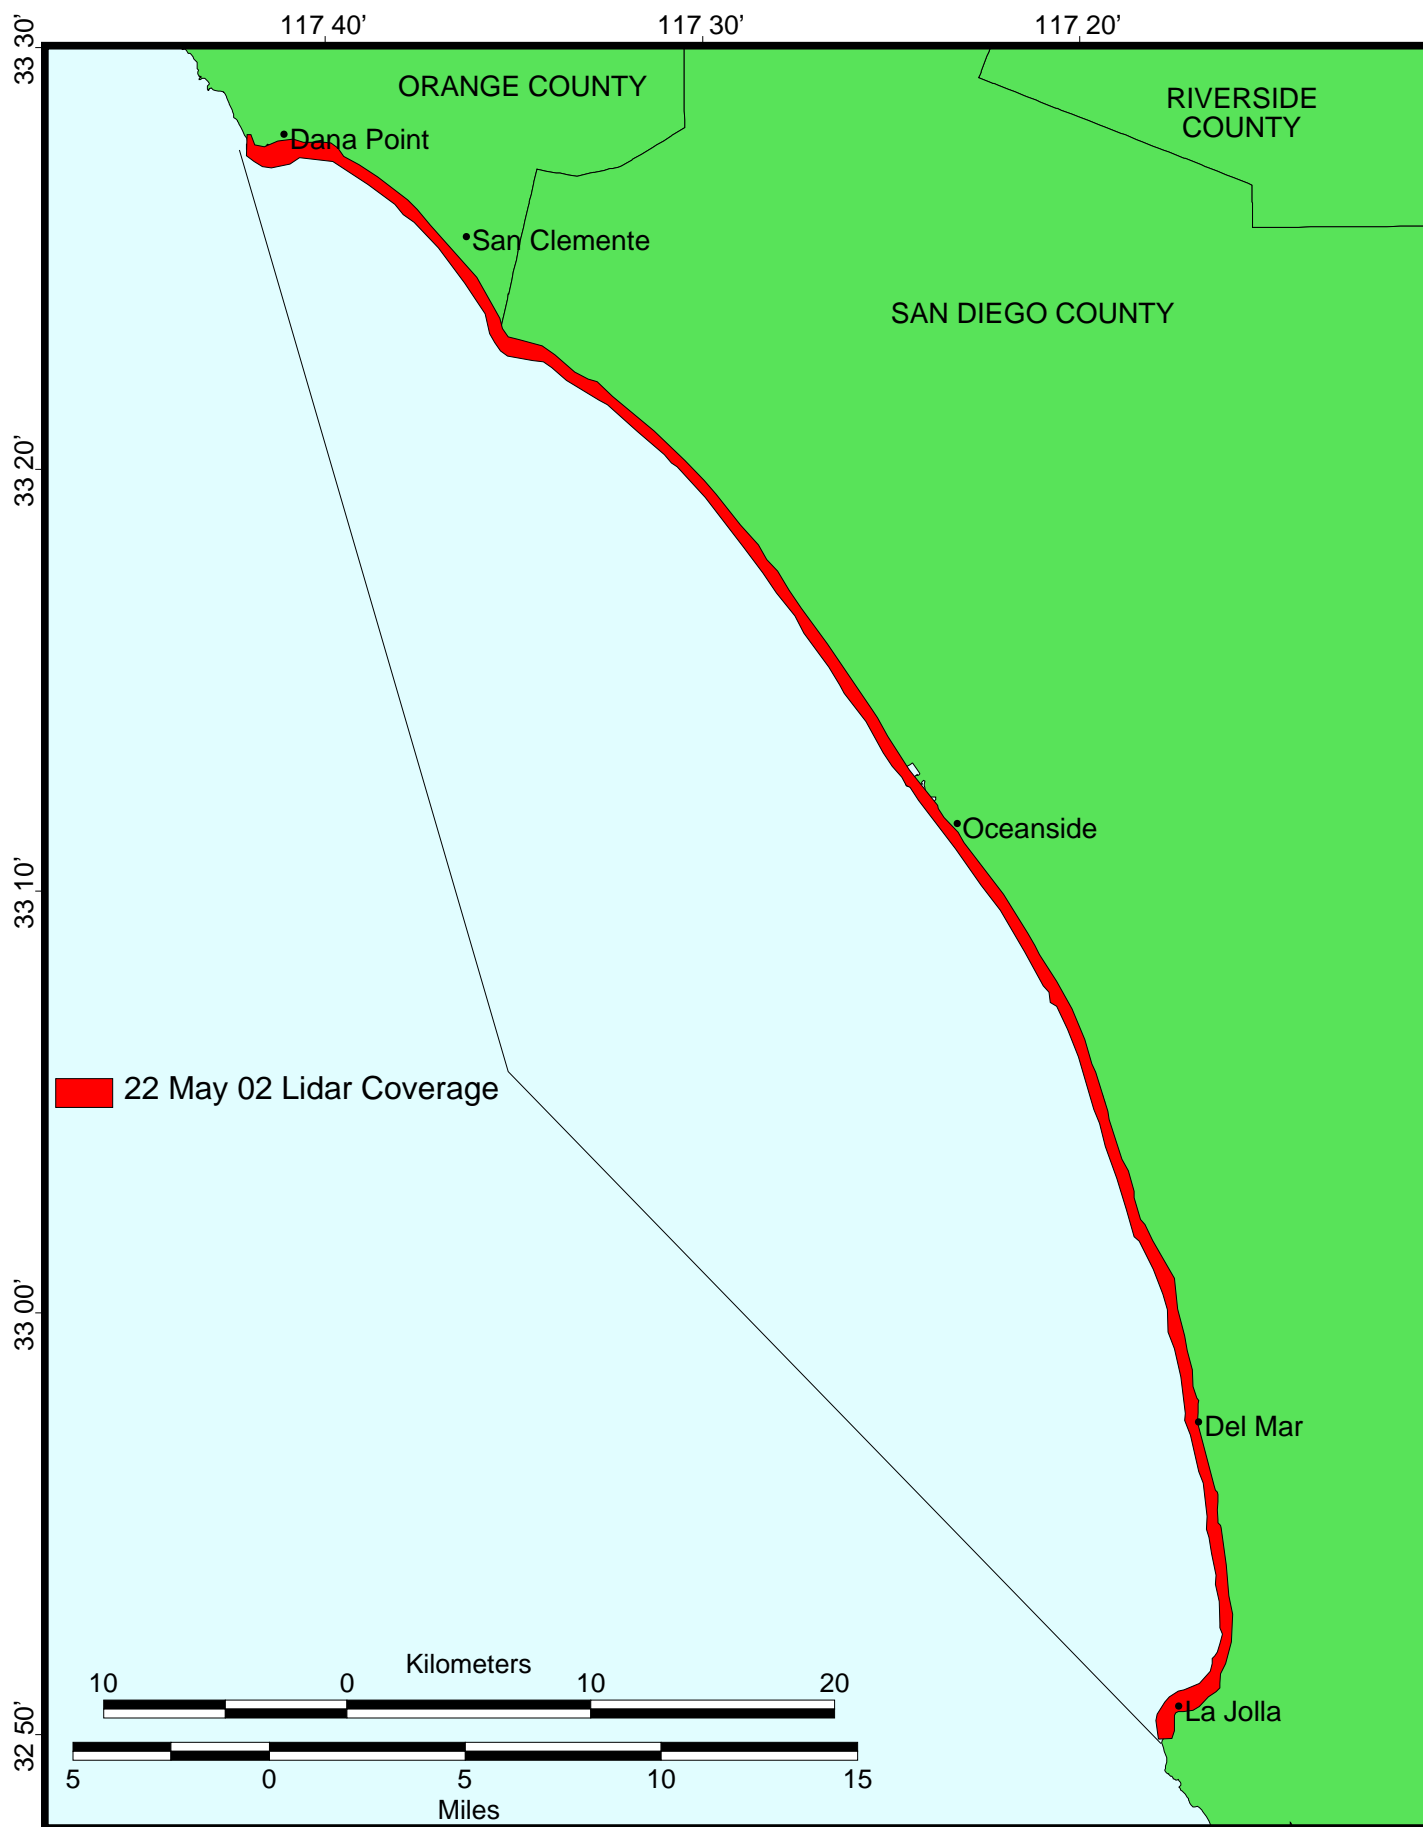 117 40’ 117 30’ 117 20’
33 30’
ORANGE COUNTY
RIVERSIDE
COUNTY
Dana Point
San Clemente
SAN DIEGO COUNTY
33 20’
Oceanside
33 10’
22 May 02 Lidar Coverage
33 00’
Del Mar
Kilometers
10 0 10 20
La Jolla
32 50’
5 0 5 10 15
Miles